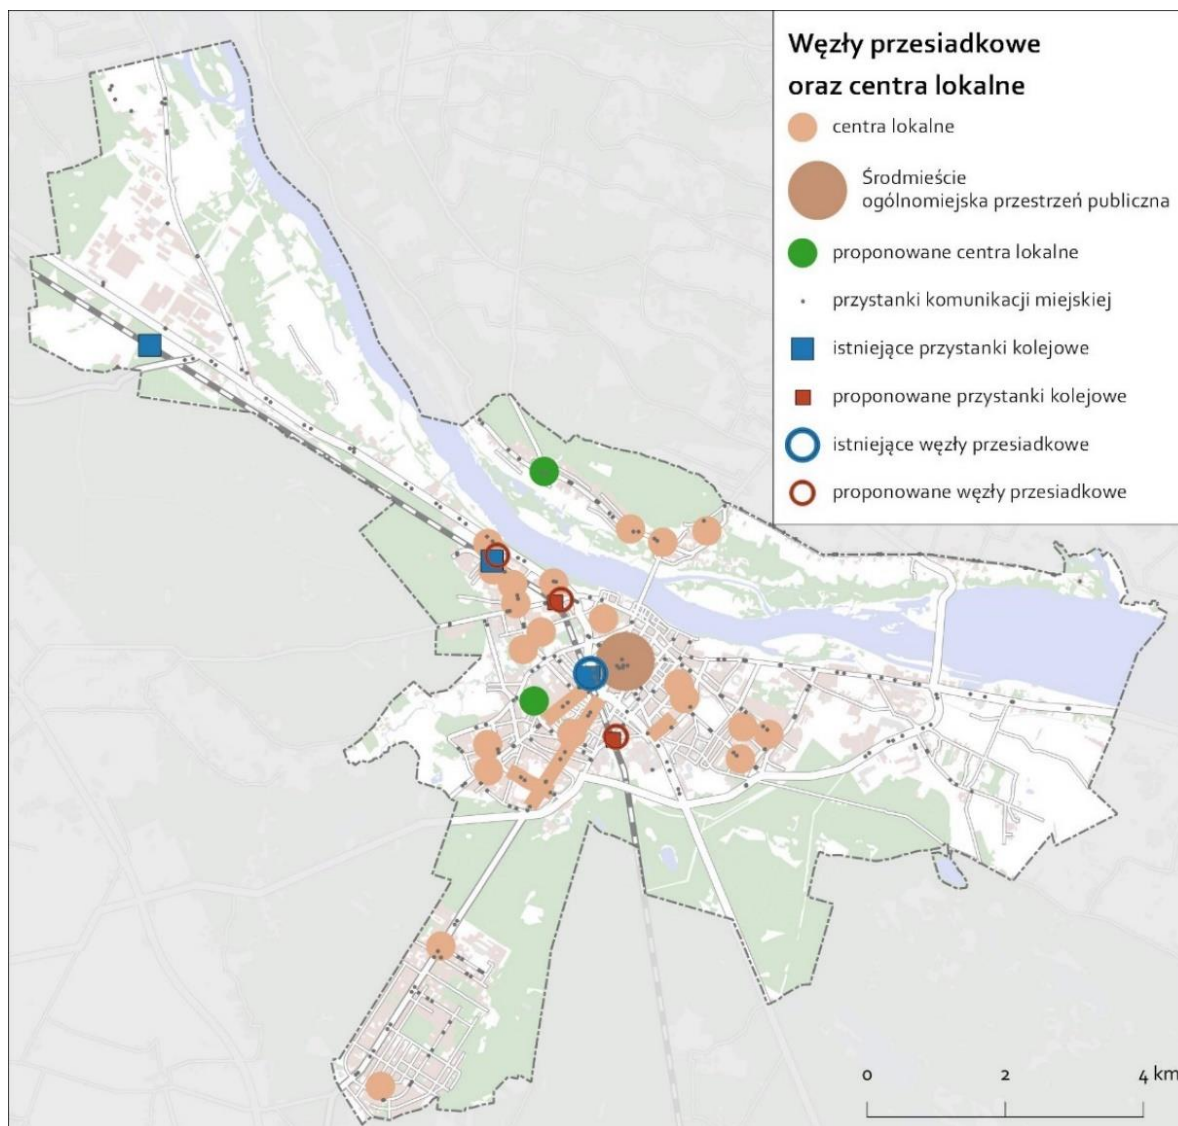 Węzły przesiadkowe
oraz centra lokalne
centra lokalne
Środmieście
ogólnomiejska przestrzeń publiczna
proponowane centra lokalne
przystanki komunikacji miejskiej
istniejące przystanki kolejowe
proponowane przystanki kolejowe
istniejące węzły przesiadkowe
proponowane węzły przesiadkowe
0 2 4 km